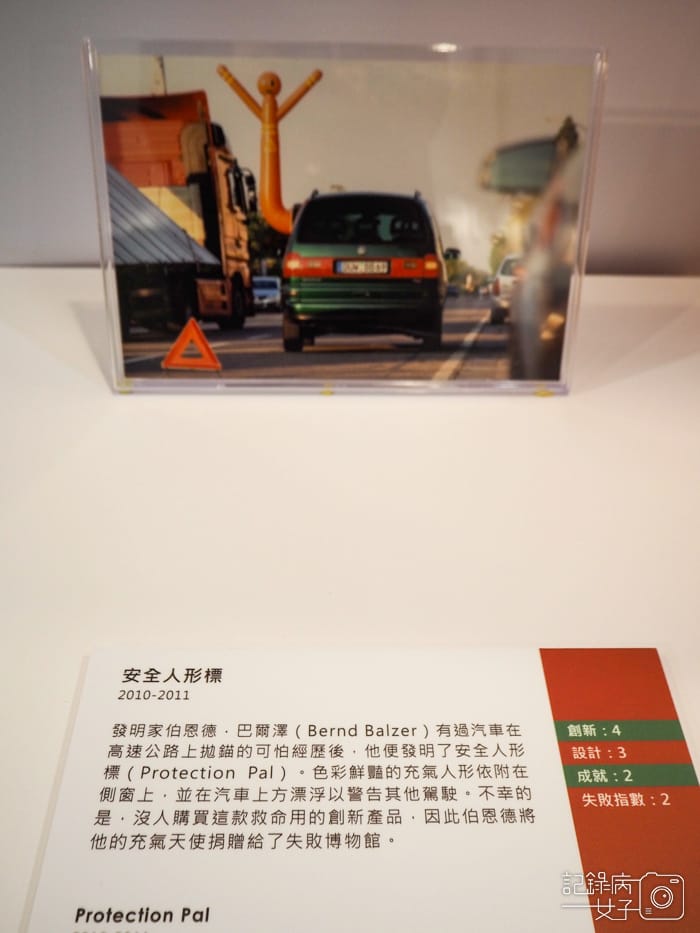 安全人形標
2010-2011
發明家伯恩德．巴爾澤（Bernd Balzer）有過汽車在
高速公路上拋錨的可怕經歷後，他便發明了安全人形
標（Protection Pal）。色彩鮮豔的充氣人形依附在
側窗上，並在汽車上方漂浮以警告其他駕駛。不幸的
是，沒人購買這款救命用的創新產品，因此伯恩德將
他的充氣天使捐贈給了失敗博物館。
創新：4
設計：3
成就：2
失敗指數：2
Protection Pal
記錄病
女子